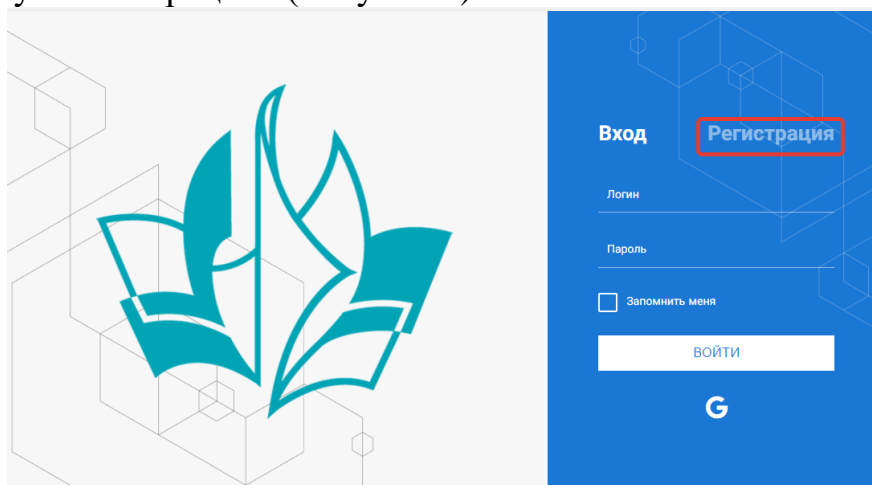 Вход Регистрация
Логин
Пароль
Запомнить меня
ВОЙТИ
G